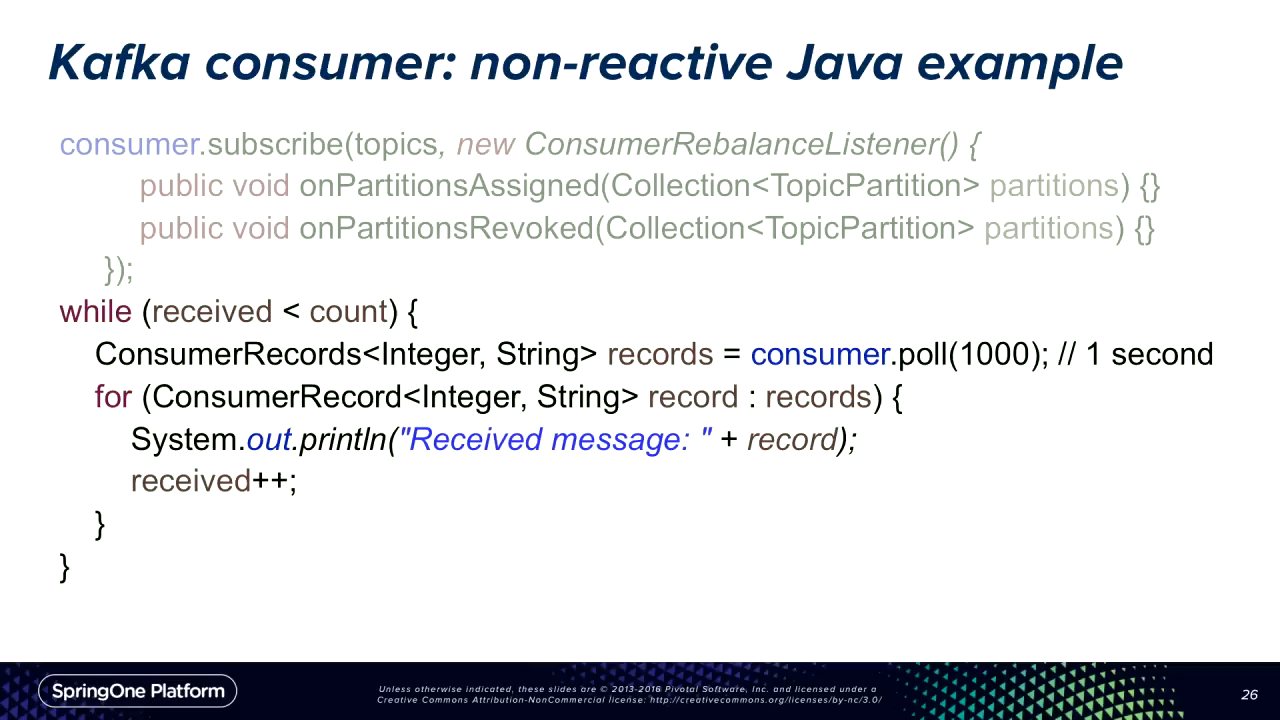 Kafka consumer: non-reactive Java example
consumer.subscribe(topics, new ConsumerRebalanceListener() {
public void onPartitionsAssigned(Collection<TopicPartition> partitions) {}
public void onPartitionsRevoked(Collection<TopicPartition> partitions) {}
});
while (received < count) {
ConsumerRecords<Integer, String> records = consumer.poll(1000); // 1 second
for (ConsumerRecord<Integer, String> record : records) {
System.out.println("Received message: " + record);
received++;
}
}
SpringOne Platform
Unless otherwise indicated, these slides are © 2013-2016 Pivotal Software, Inc. and licensed under a
Creative Commons Attribution-NonCommercial license: http://creativecommons.org/licenses/by-nc/3.0/
26